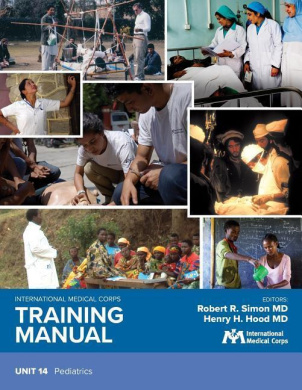 INTERNATIONAL MEDICAL CORPS
TRAINING
MANUAL
UNIT 14 Pediatrics
EDITORS:
Robert R. Simon MD
Henry H. Hood MD
International
Medical Corps